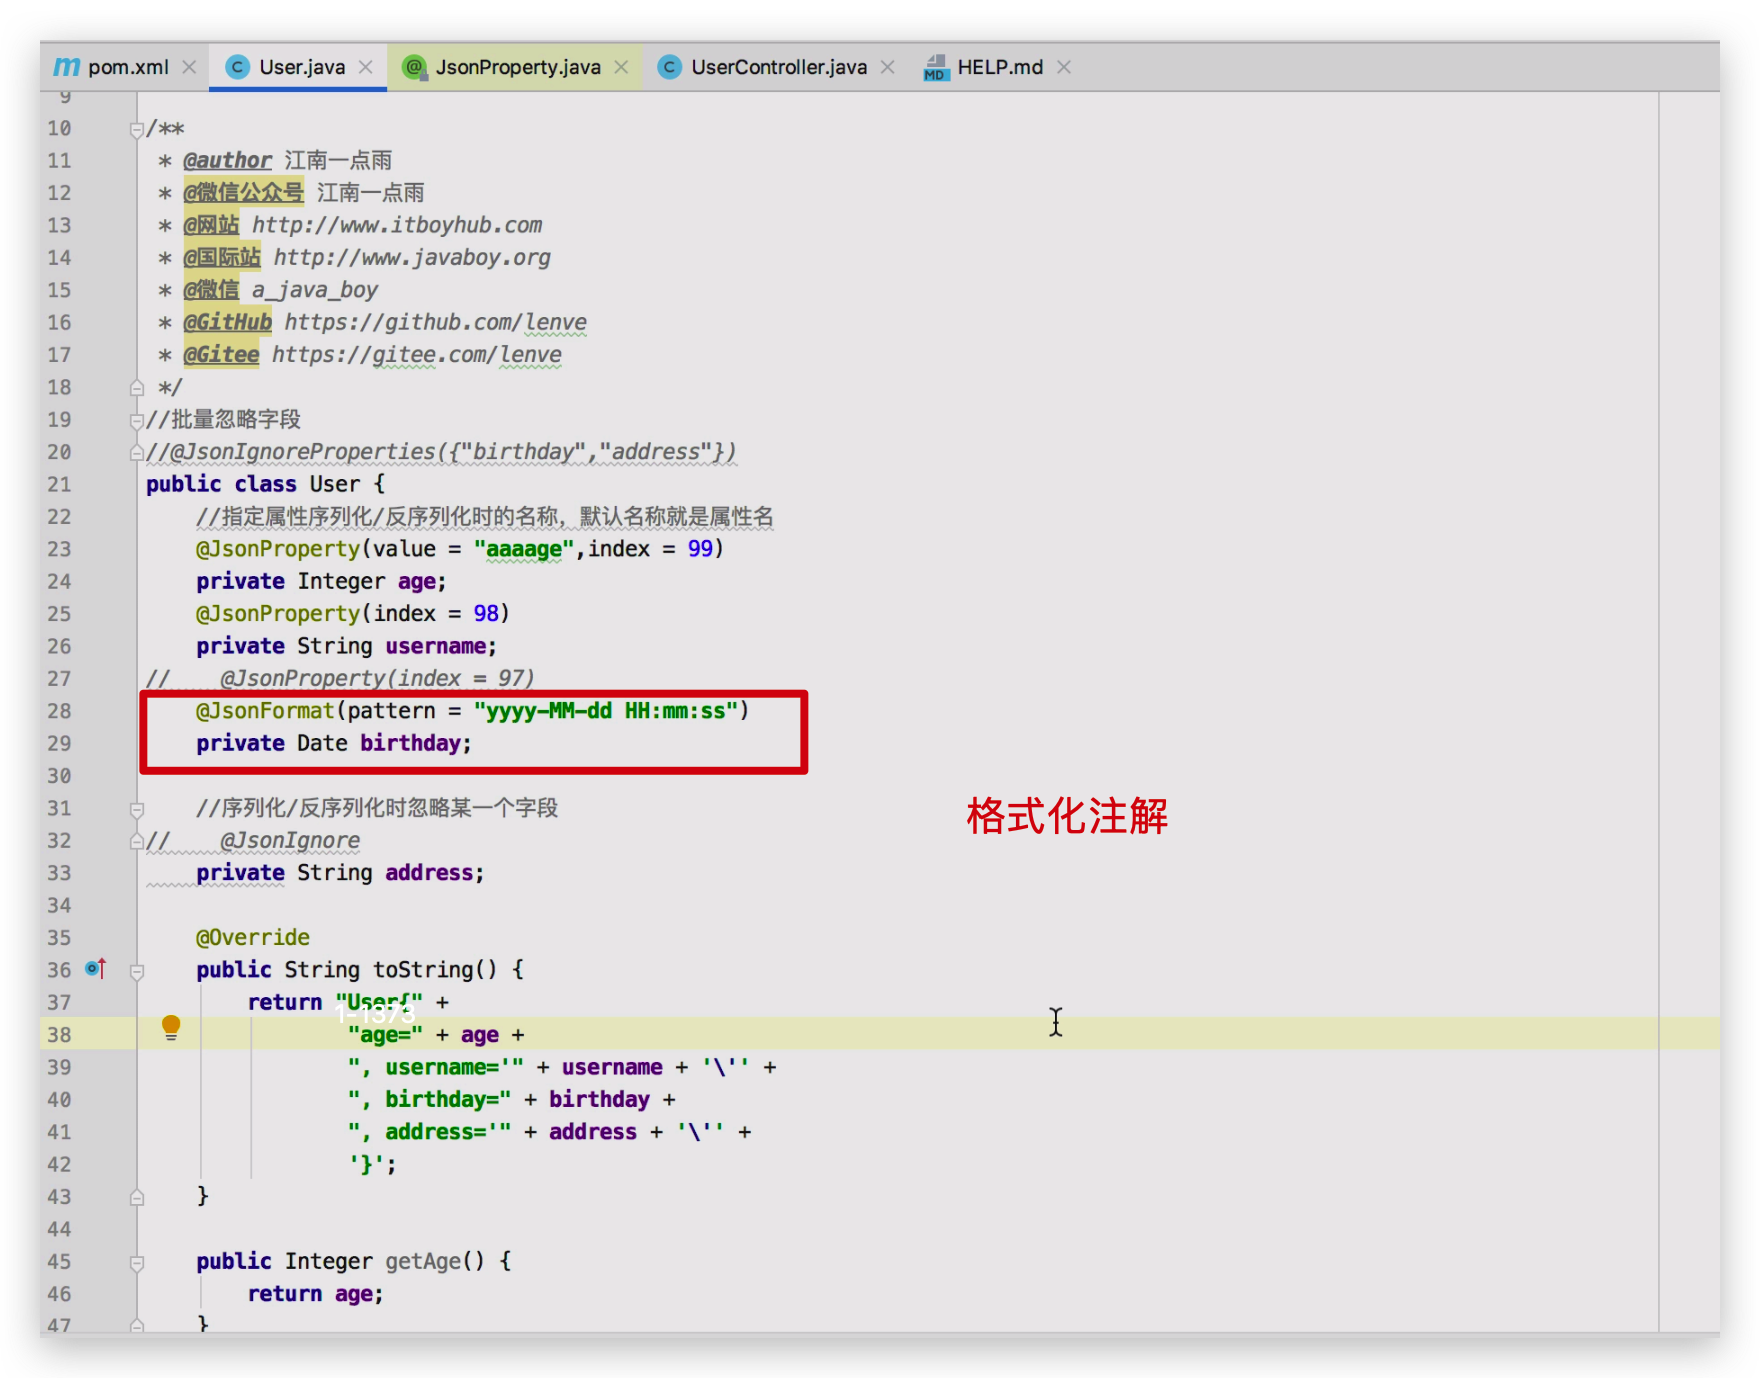 pom.xml
User.java
JsonProperty.java
UserController.java
HELP.md
9
10 /**
11 * @author 江南一点雨
12 * @微信公众号 江南一点雨
13 * @网站 http://www.itboyhub.com
14 * @国际站 http://www.javaboy.org
15 * @微信 a_java_boy
16 * @GitHub https://github.com/lenve
17 * @Gitee https://gitee.com/lenve
18 */
19 //批量忽略字段
20 //@JsonIgnoreProperties({"birthday","address"})
21 public class User {
22 //指定属性序列化/反序列化时的名称，默认名称就是属性名
23 @JsonProperty(value = "aaaage",index = 99)
24 private Integer age;
25 @JsonProperty(index = 98)
26 private String username;
27 // @JsonProperty(index = 97)
28 @JsonFormat(pattern = "yyyy-MM-dd HH:mm:ss")
29 private Date birthday;
30
31 //序列化/反序列化时忽略某一个字段
格式化注解
32 // @JsonIgnore
33 private String address;
34
35 @Override
36 public String toString() {
37 return "User{" +
1-1373
38 "age=" + age +
39 ", username='" + username + '\'' +
40 ", birthday=" + birthday +
41 ", address='" + address + '\'' +
42 '}';
43 }
44
45 public Integer getAge() {
46 return age;
47 }